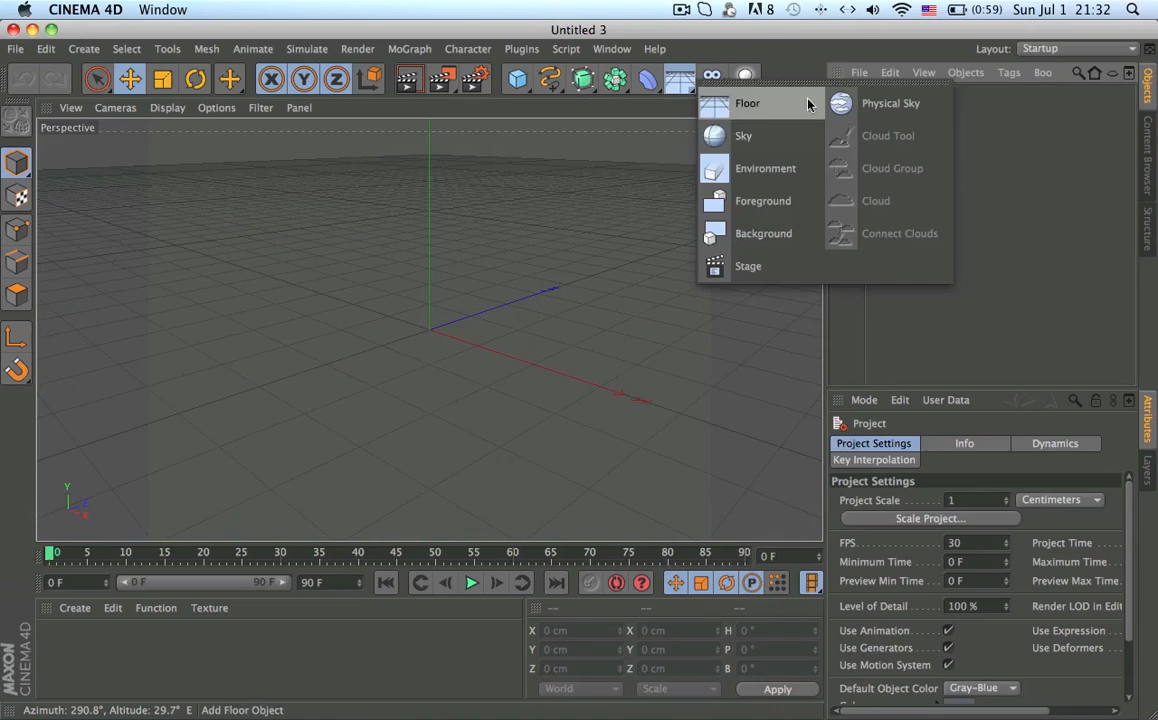 CINEMA 4D Window
8 (0:59) Sun Jul 1 21:32
Untitled 3
File Edit Create Select Tools Mesh Animate Simulate Render MoGraph Character Plugins Script Window Help
Layout: Startup
X Y Z
File Edit View Objects Tags Boo
View Cameras Display Options Filter Panel
Perspective
Floor Physical Sky
Sky Cloud Tool
Environment Cloud Group
Foreground Cloud
Background Connect Clouds
Stage
Objects
Content Browser
Structure
Mode Edit User Data
Project
Project Settings Info Dynamics
Key Interpolation
Project Settings
Project Scale 1 Centimeters
Scale Project...
FPS 30 Project Time
Minimum Time 0 F Maximum Time
Preview Min Time 0 F Preview Max Time
Level of Detail 100 % Render LOD in Edit
Use Animation Use Expression
Use Generators Use Deformers
Use Motion System
Default Object Color Gray-Blue
Attributes
Layers
Y
X
0 5 10 15 20 25 30 35 40 45 50 55 60 65 70 75 80 85 90 0 F
0 F 0 F 90 F 90 F
Create Edit Function Texture
-- -- --
X 0 cm X 0 cm H 0 °
Y 0 cm Y 0 cm P 0 °
Z 0 cm Z 0 cm B 0 °
World Scale Apply
MAXON CINEMA 4D
Azimuth: 290.8°, Altitude: 29.7° E Add Floor Object